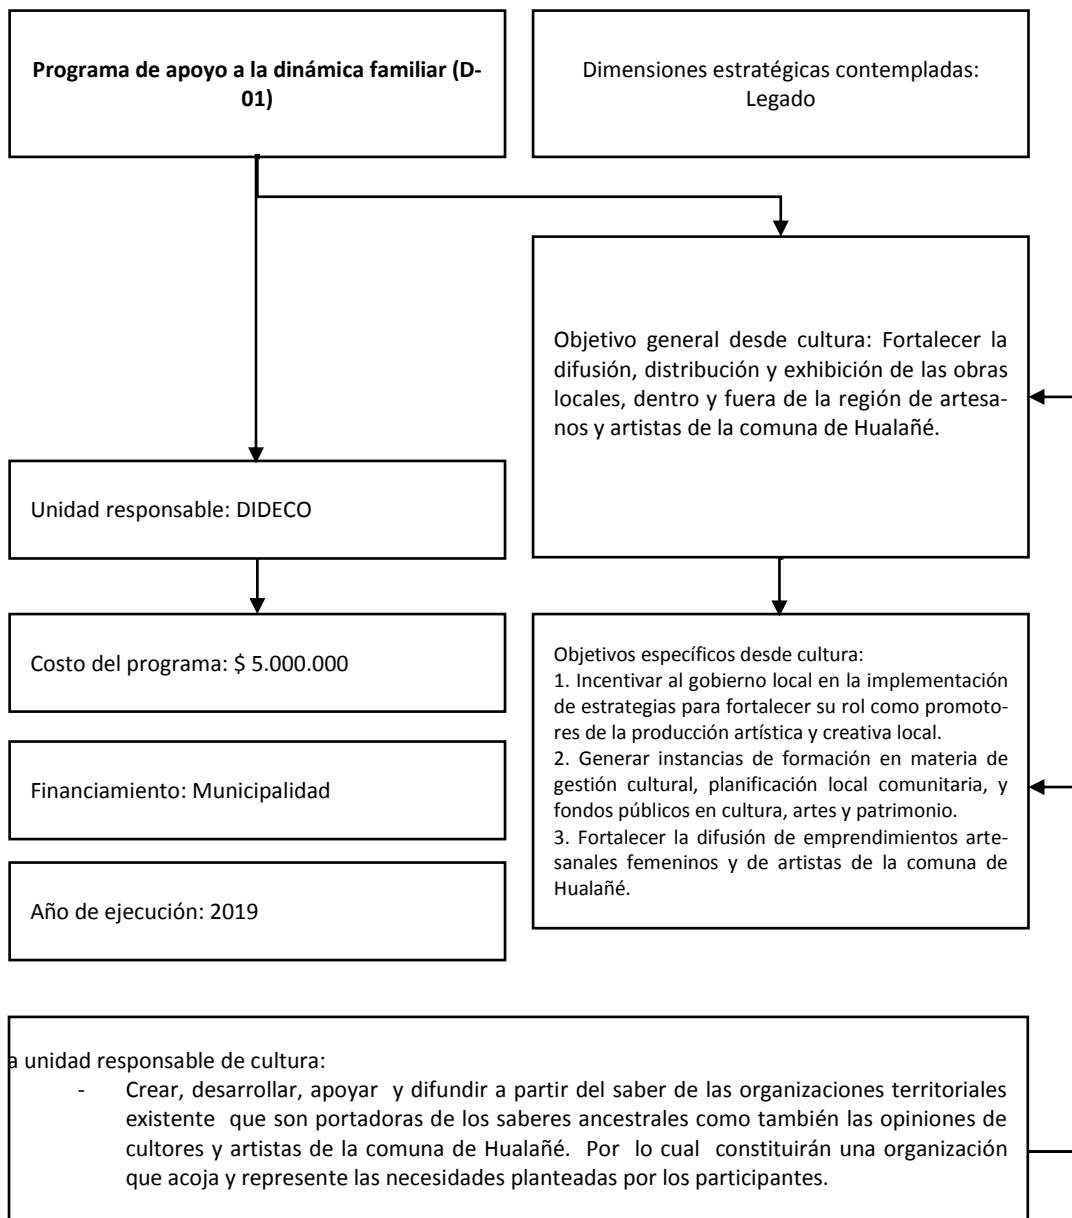 Programa de apoyo a la dinámica familiar (D-
01)
Dimensiones estratégicas contempladas:
Legado
Objetivo general desde cultura: Fortalecer la
difusión, distribución y exhibición de las obras
locales, dentro y fuera de la región de artesa-
nos y artistas de la comuna de Hualañé.
Unidad responsable: DIDECO
Costo del programa: $ 5.000.000
Financiamiento: Municipalidad
Año de ejecución: 2019
Objetivos específicos desde cultura:
1. Incentivar al gobierno local en la implementación
de estrategias para fortalecer su rol como promoto-
res de la producción artística y creativa local.
2. Generar instancias de formación en materia de
gestión cultural, planificación local comunitaria, y
fondos públicos en cultura, artes y patrimonio.
3. Fortalecer la difusión de emprendimientos arte-
sanales femeninos y de artistas de la comuna de
Hualañé.
a unidad responsable de cultura:
- Crear, desarrollar, apoyar y difundir a partir del saber de las organizaciones territoriales
existente que son portadoras de los saberes ancestrales como también las opiniones de
cultores y artistas de la comuna de Hualañé. Por lo cual constituirán una organización
que acoja y represente las necesidades planteadas por los participantes.